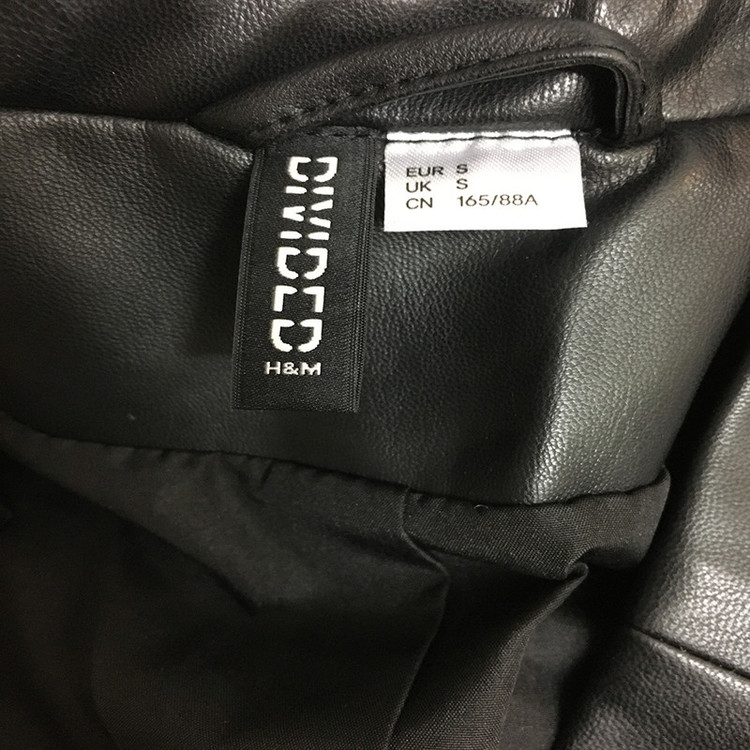 DIVIDED
H&M
EUR S
UK S
CN 165/88A